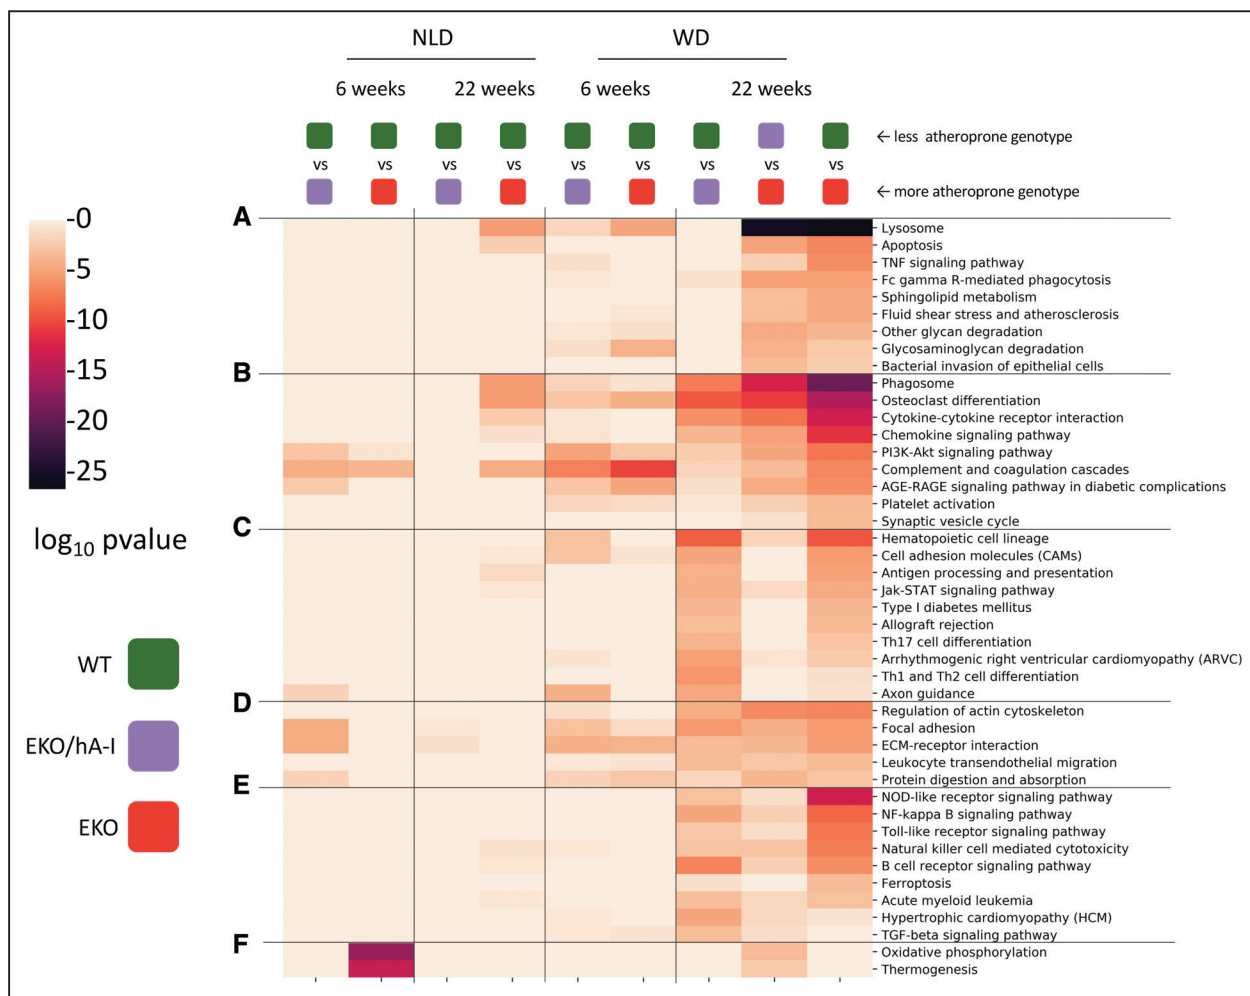 NLD WD
6 weeks 22 weeks 6 weeks 22 weeks
← less atheroprone genotype
vs vs vs vs vs vs vs vs vs
← more atheroprone genotype
-0
-5
-10
-15
-20
-25
log10 pvalue
WT
EKO/hA-I
EKO
A
Lysosome
Apoptosis
TNF signaling pathway
Fc gamma R-mediated phagocytosis
Sphingolipid metabolism
Fluid shear stress and atherosclerosis
Other glycan degradation
Glycosaminoglycan degradation
Bacterial invasion of epithelial cells
B
Phagosome
Osteoclast differentiation
Cytokine-cytokine receptor interaction
Chemokine signaling pathway
PI3K-Akt signaling pathway
Complement and coagulation cascades
AGE-RAGE signaling pathway in diabetic complications
Platelet activation
Synaptic vesicle cycle
C
Hematopoietic cell lineage
Cell adhesion molecules (CAMs)
Antigen processing and presentation
Jak-STAT signaling pathway
Type I diabetes mellitus
Allograft rejection
Th17 cell differentiation
Arrhythmogenic right ventricular cardiomyopathy (ARVC)
Th1 and Th2 cell differentiation
Axon guidance
D
Regulation of actin cytoskeleton
Focal adhesion
ECM-receptor interaction
Leukocyte transendothelial migration
Protein digestion and absorption
E
NOD-like receptor signaling pathway
NF-kappa B signaling pathway
Toll-like receptor signaling pathway
Natural killer cell mediated cytotoxicity
B cell receptor signaling pathway
Ferroptosis
Acute myeloid leukemia
Hypertrophic cardiomyopathy (HCM)
TGF-beta signaling pathway
F
Oxidative phosphorylation
Thermogenesis